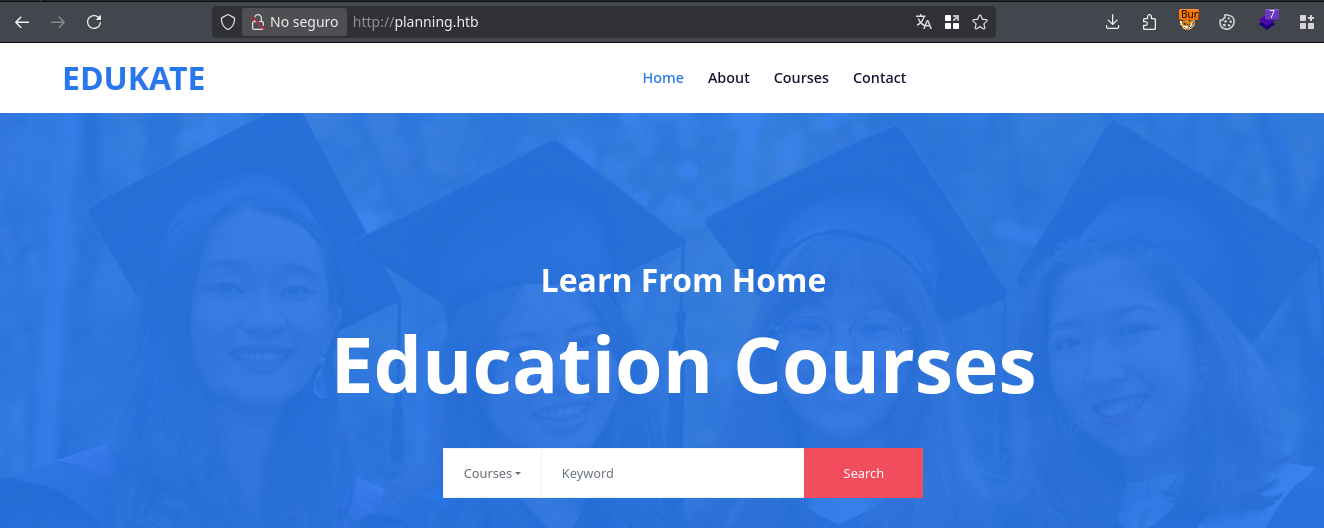 No seguro http://planning.htb
Bur
7
EDUKATE
Home About Courses Contact
Learn From Home
Education Courses
Courses Keyword Search